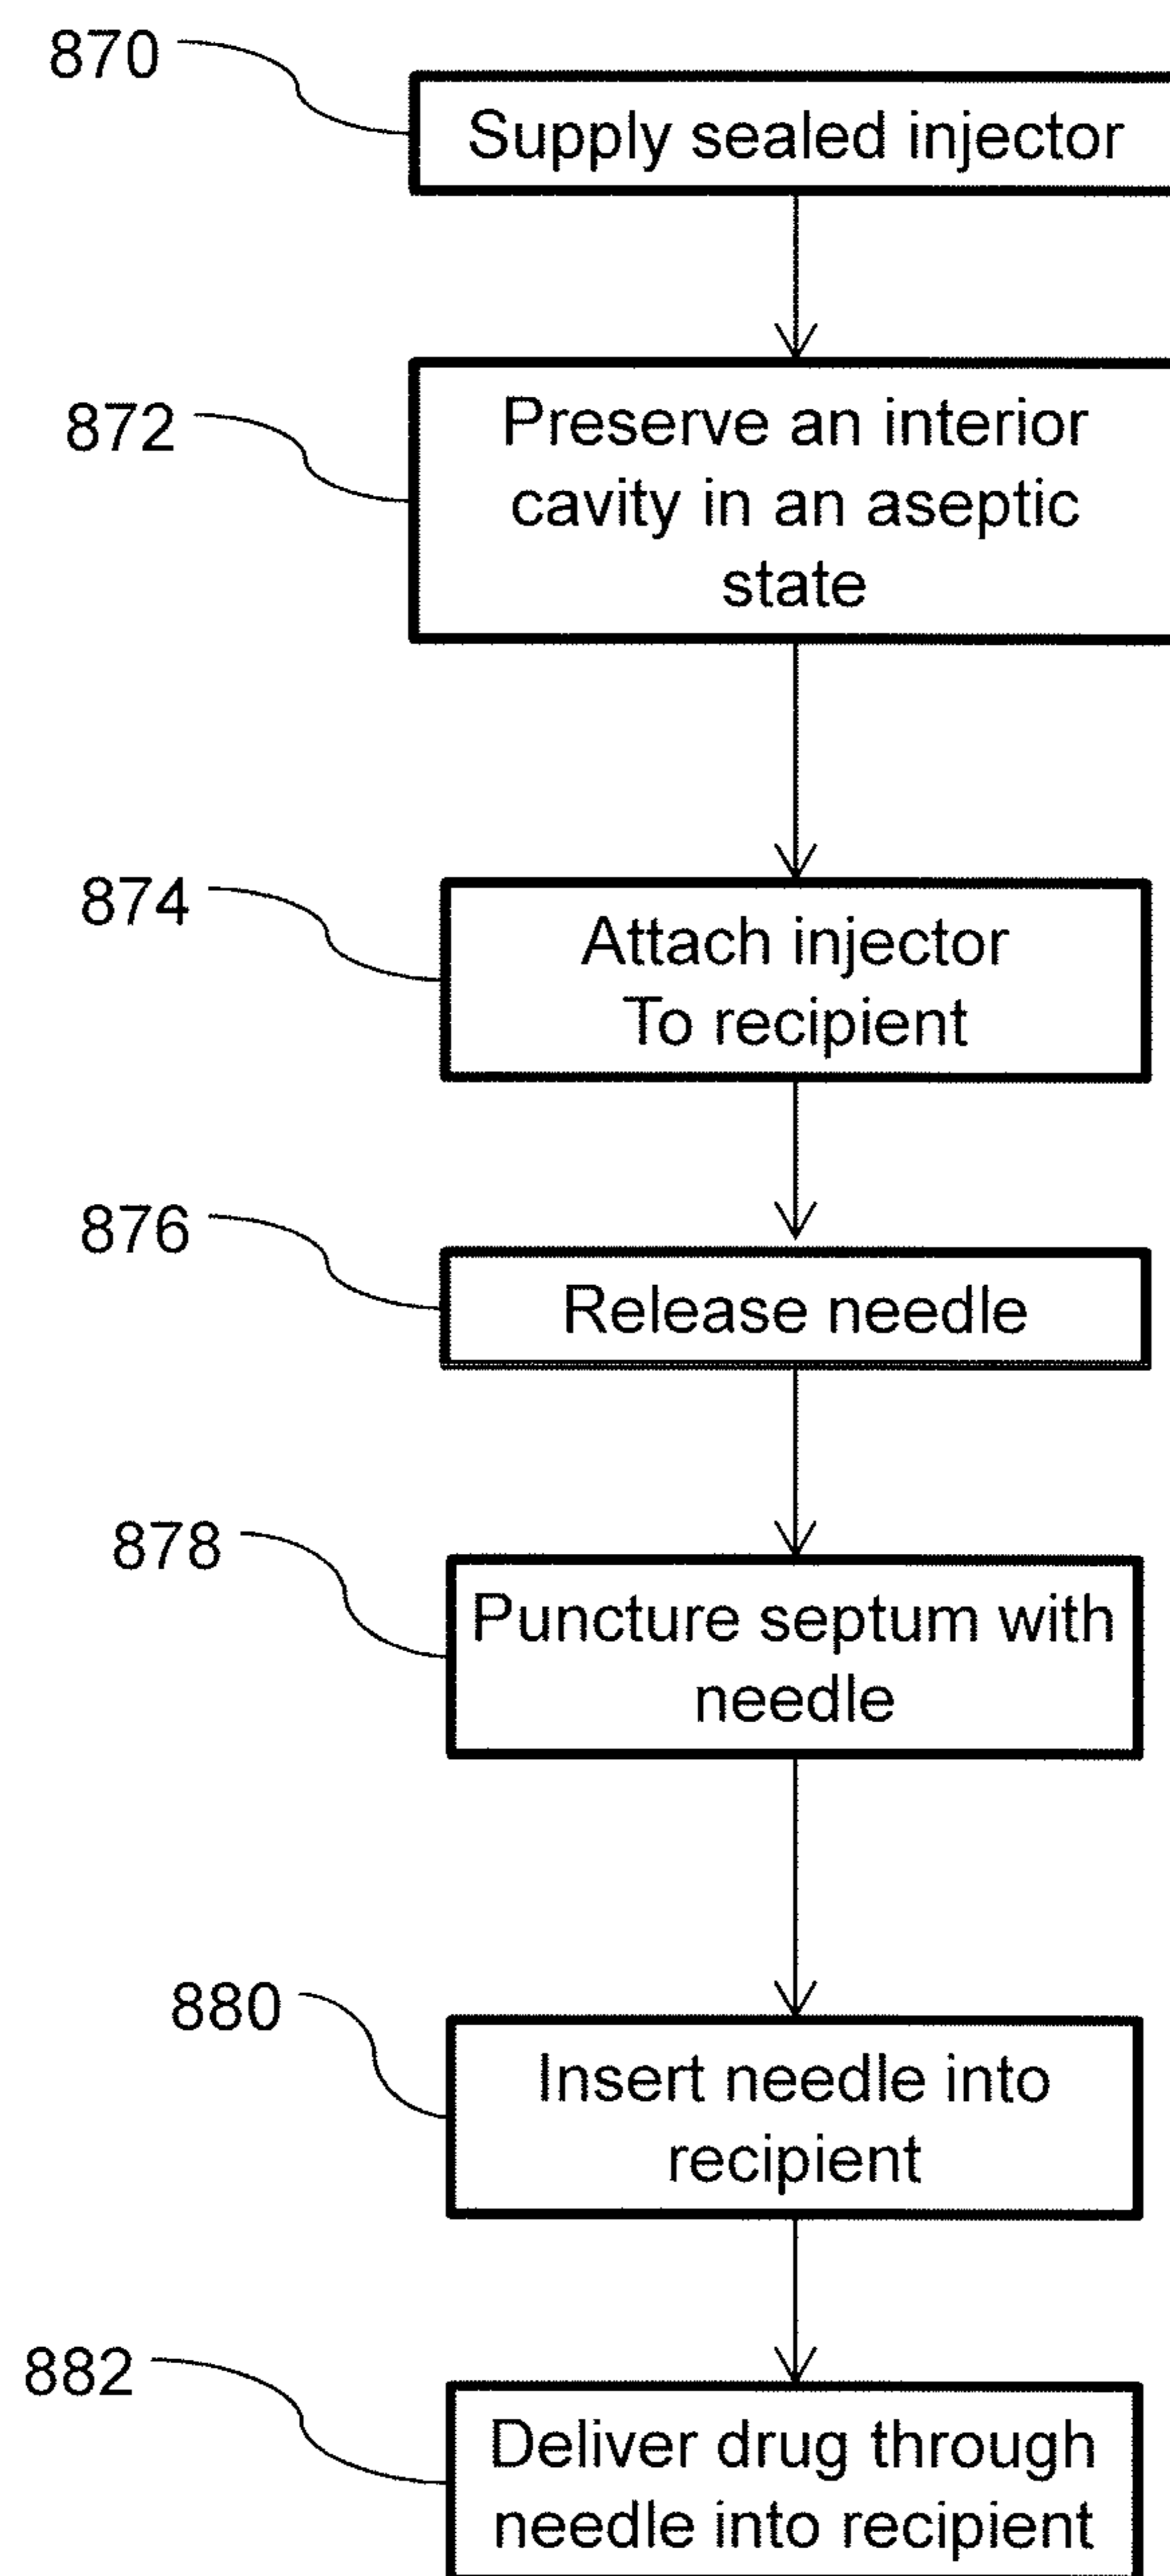 870
Supply sealed injector
872
Preserve an interior
cavity in an aseptic
state
874
Attach injector
To recipient
876
Release needle
878
Puncture septum with
needle
880
Insert needle into
recipient
882
Deliver drug through
needle into recipient